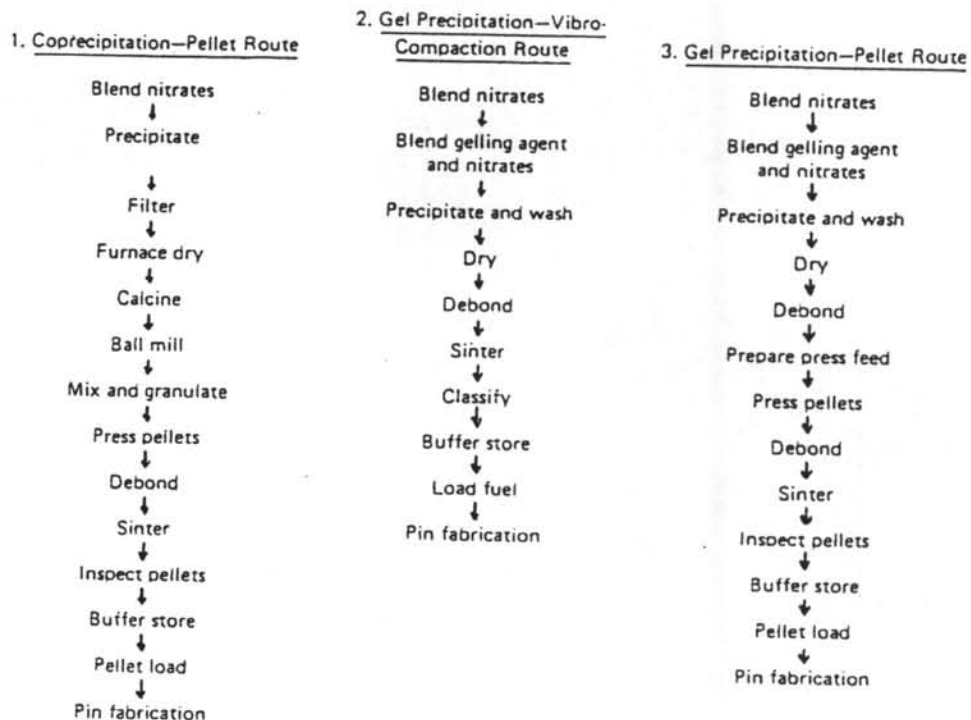 1. Coprecipitation—Pellet Route
Blend nitrates
Precipitate
Filter
Furnace dry
Calcine
Ball mill
Mix and granulate
Press pellets
Debond
Sinter
Inspect pellets
Buffer store
Pellet load
Pin fabrication
2. Gel Precipitation—Vibro-
Compaction Route
Blend nitrates
Blend gelling agent
and nitrates
Precipitate and wash
Dry
Debond
Sinter
Classify
Buffer store
Load fuel
Pin fabrication
3. Gel Precipitation—Pellet Route
Blend nitrates
Blend gelling agent
and nitrates
Precipitate and wash
Dry
Debond
Prepare press feed
Press pellets
Debond
Sinter
Inspect pellets
Buffer store
Pellet load
Pin fabrication